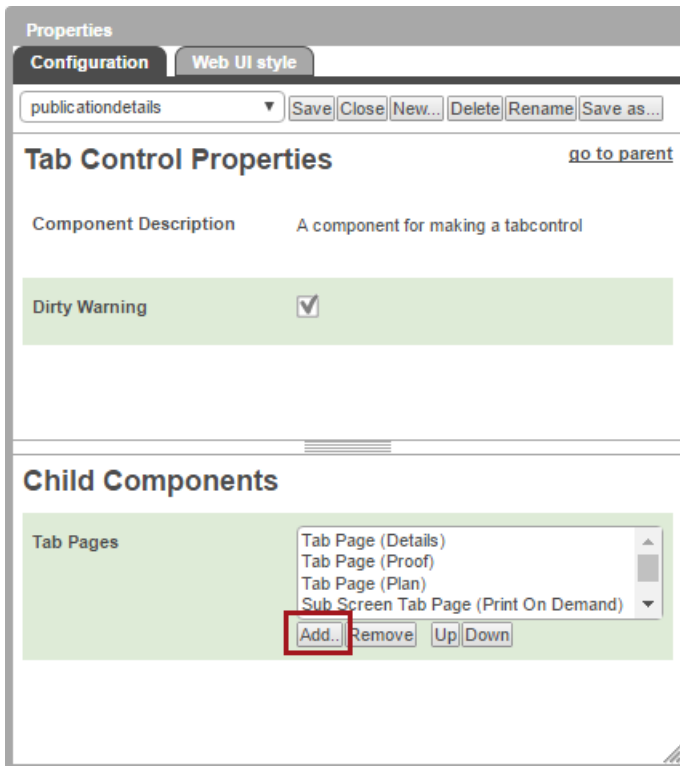 Properties
Configuration Web UI style
publicationdetails Save Close New... Delete Rename Save as...
Tab Control Properties go to parent
Component Description A component for making a tabcontrol
Dirty Warning
Child Components
Tab Pages Tab Page (Details)
Tab Page (Proof)
Tab Page (Plan)
Sub Screen Tab Page (Print On Demand)
Add.. Remove Up Down